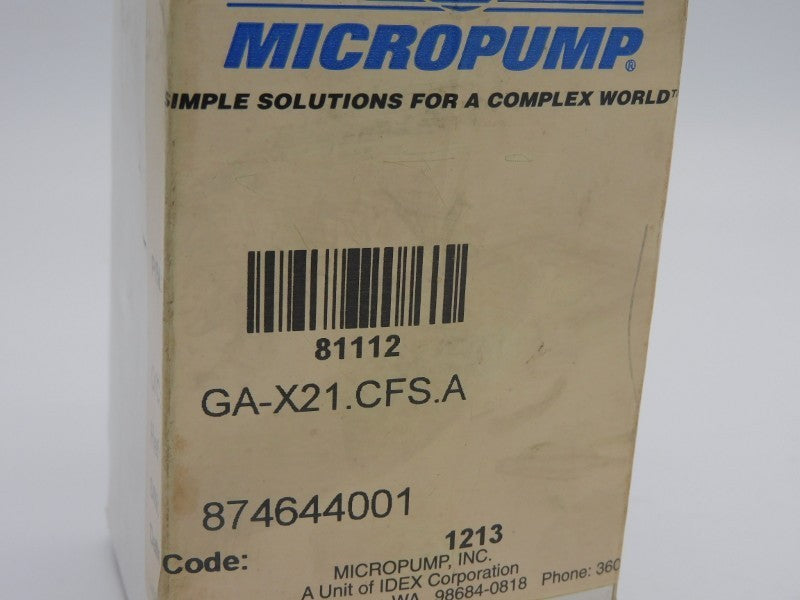 MICROPUMP®
SIMPLE SOLUTIONS FOR A COMPLEX WORLD™
81112
GA-X21.CFS.A
874644001
Code: 1213
MICROPUMP, INC.
A Unit of IDEX Corporation
WA 98684-0818 Phone: 360